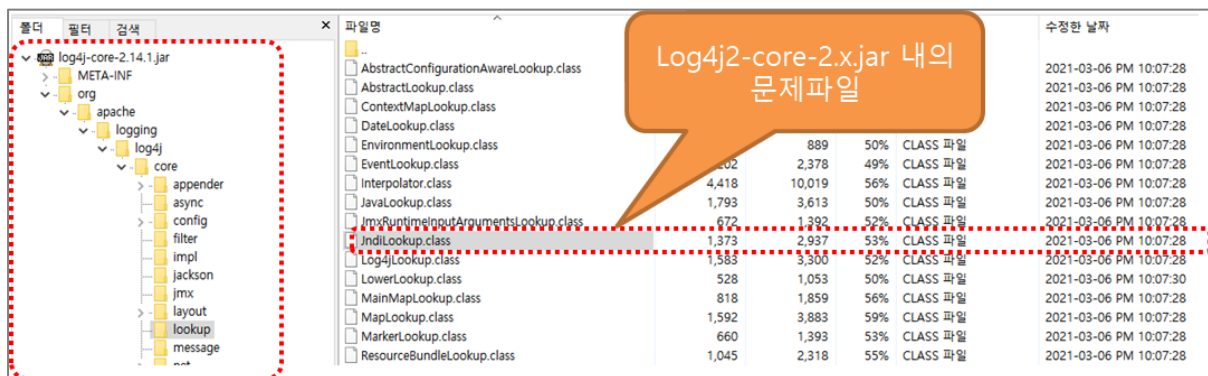 폴더 필터 검색 ×
log4j-core-2.14.1.jar
META-INF
org
apache
logging
log4j
core
appender
async
config
filter
impl
jackson
jmx
layout
lookup
message
net
파일명 수정한 날짜
..
AbstractConfigurationAwareLookup.class 2021-03-06 PM 10:07:28
AbstractLookup.class 2021-03-06 PM 10:07:28
ContextMapLookup.class 2021-03-06 PM 10:07:28
DateLookup.class 2021-03-06 PM 10:07:28
EnvironmentLookup.class 889 50% CLASS 파일 2021-03-06 PM 10:07:28
EventLookup.class 2,378 49% CLASS 파일 2021-03-06 PM 10:07:28
Interpolator.class 4,418 10,019 56% CLASS 파일 2021-03-06 PM 10:07:28
JavaLookup.class 1,793 3,613 50% CLASS 파일 2021-03-06 PM 10:07:28
JmxRuntimeInputArgumentsLookup.class 672 1,392 52% CLASS 파일 2021-03-06 PM 10:07:28
JndiLookup.class 1,373 2,937 53% CLASS 파일 2021-03-06 PM 10:07:28
Log4jLookup.class 1,583 3,300 52% CLASS 파일 2021-03-06 PM 10:07:28
LowerLookup.class 528 1,053 50% CLASS 파일 2021-03-06 PM 10:07:30
MainMapLookup.class 818 1,859 56% CLASS 파일 2021-03-06 PM 10:07:28
MapLookup.class 1,592 3,883 59% CLASS 파일 2021-03-06 PM 10:07:28
MarkerLookup.class 660 1,393 53% CLASS 파일 2021-03-06 PM 10:07:28
ResourceBundleLookup.class 1,045 2,318 55% CLASS 파일 2021-03-06 PM 10:07:28
Log4j2-core-2.x.jar 내의
문제파일